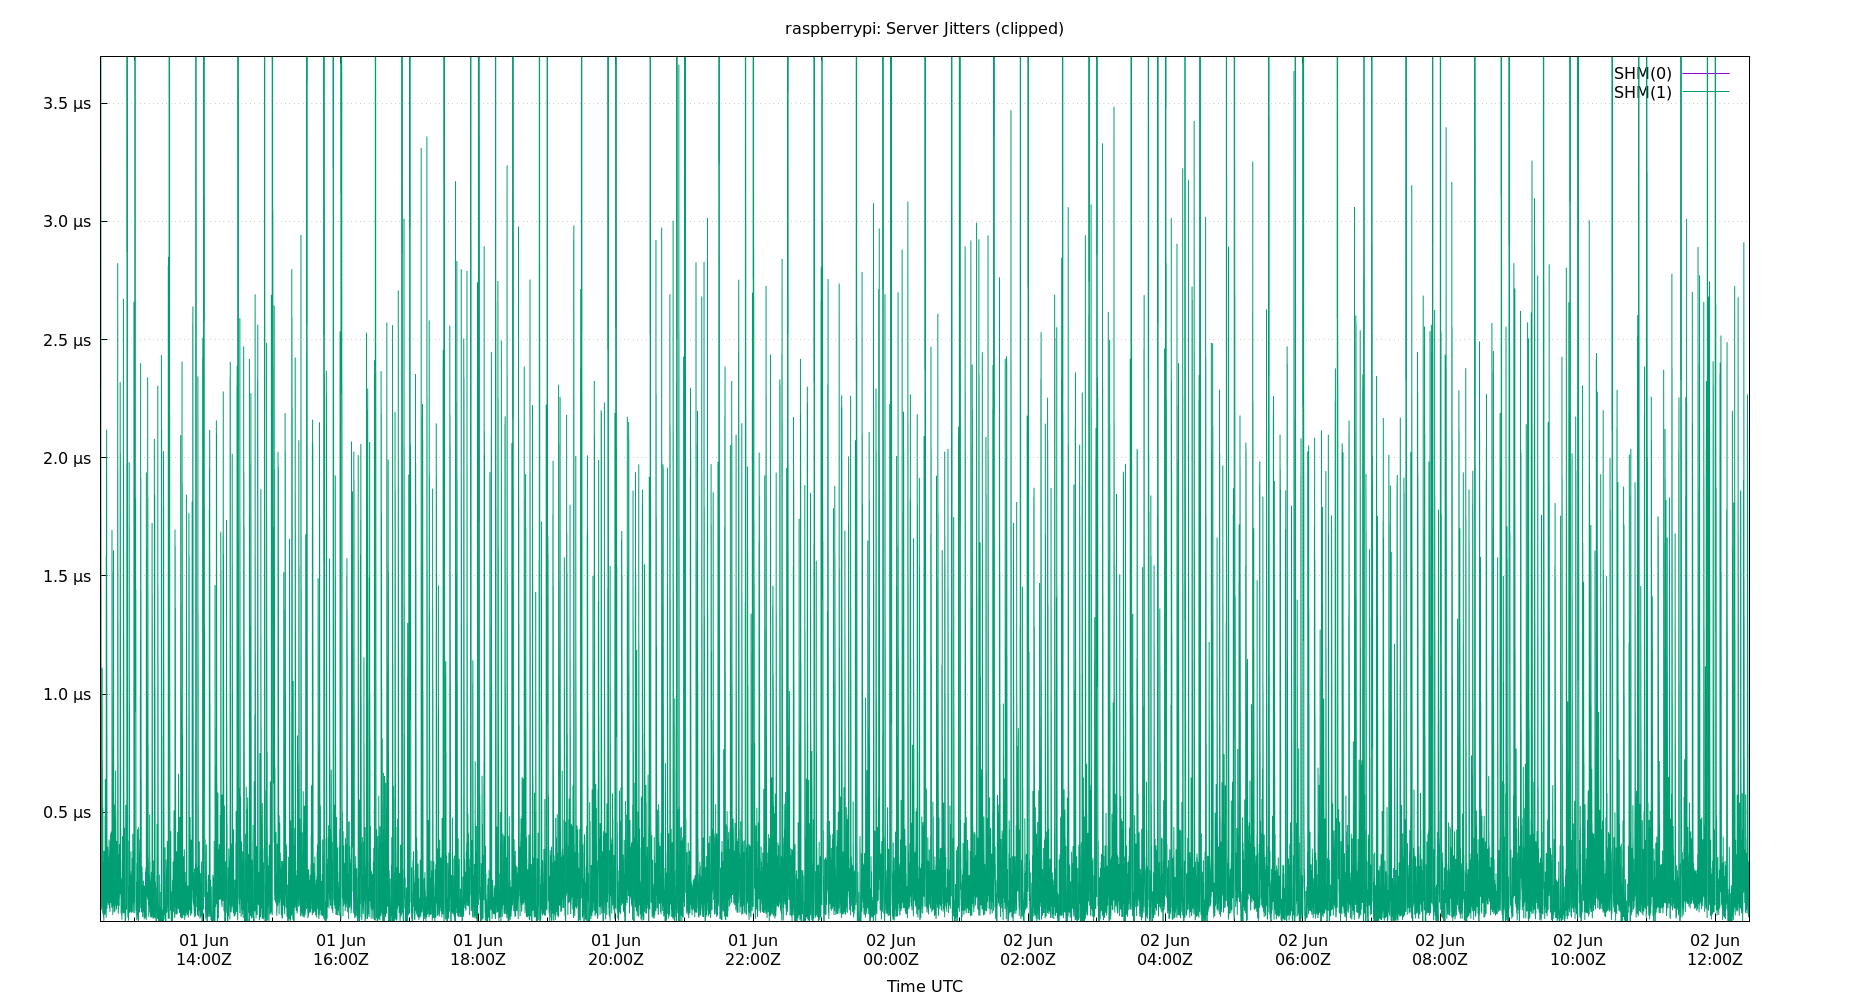 raspberrypi: Server Jitters (clipped)
SHM(0)
SHM(1)
3.5 µs
3.0 µs
2.5 µs
2.0 µs
1.5 µs
1.0 µs
0.5 µs
01 Jun 01 Jun 01 Jun 01 Jun 01 Jun 02 Jun 02 Jun 02 Jun 02 Jun 02 Jun 02 Jun 02 Jun
14:00Z 16:00Z 18:00Z 20:00Z 22:00Z 00:00Z 02:00Z 04:00Z 06:00Z 08:00Z 10:00Z 12:00Z
Time UTC